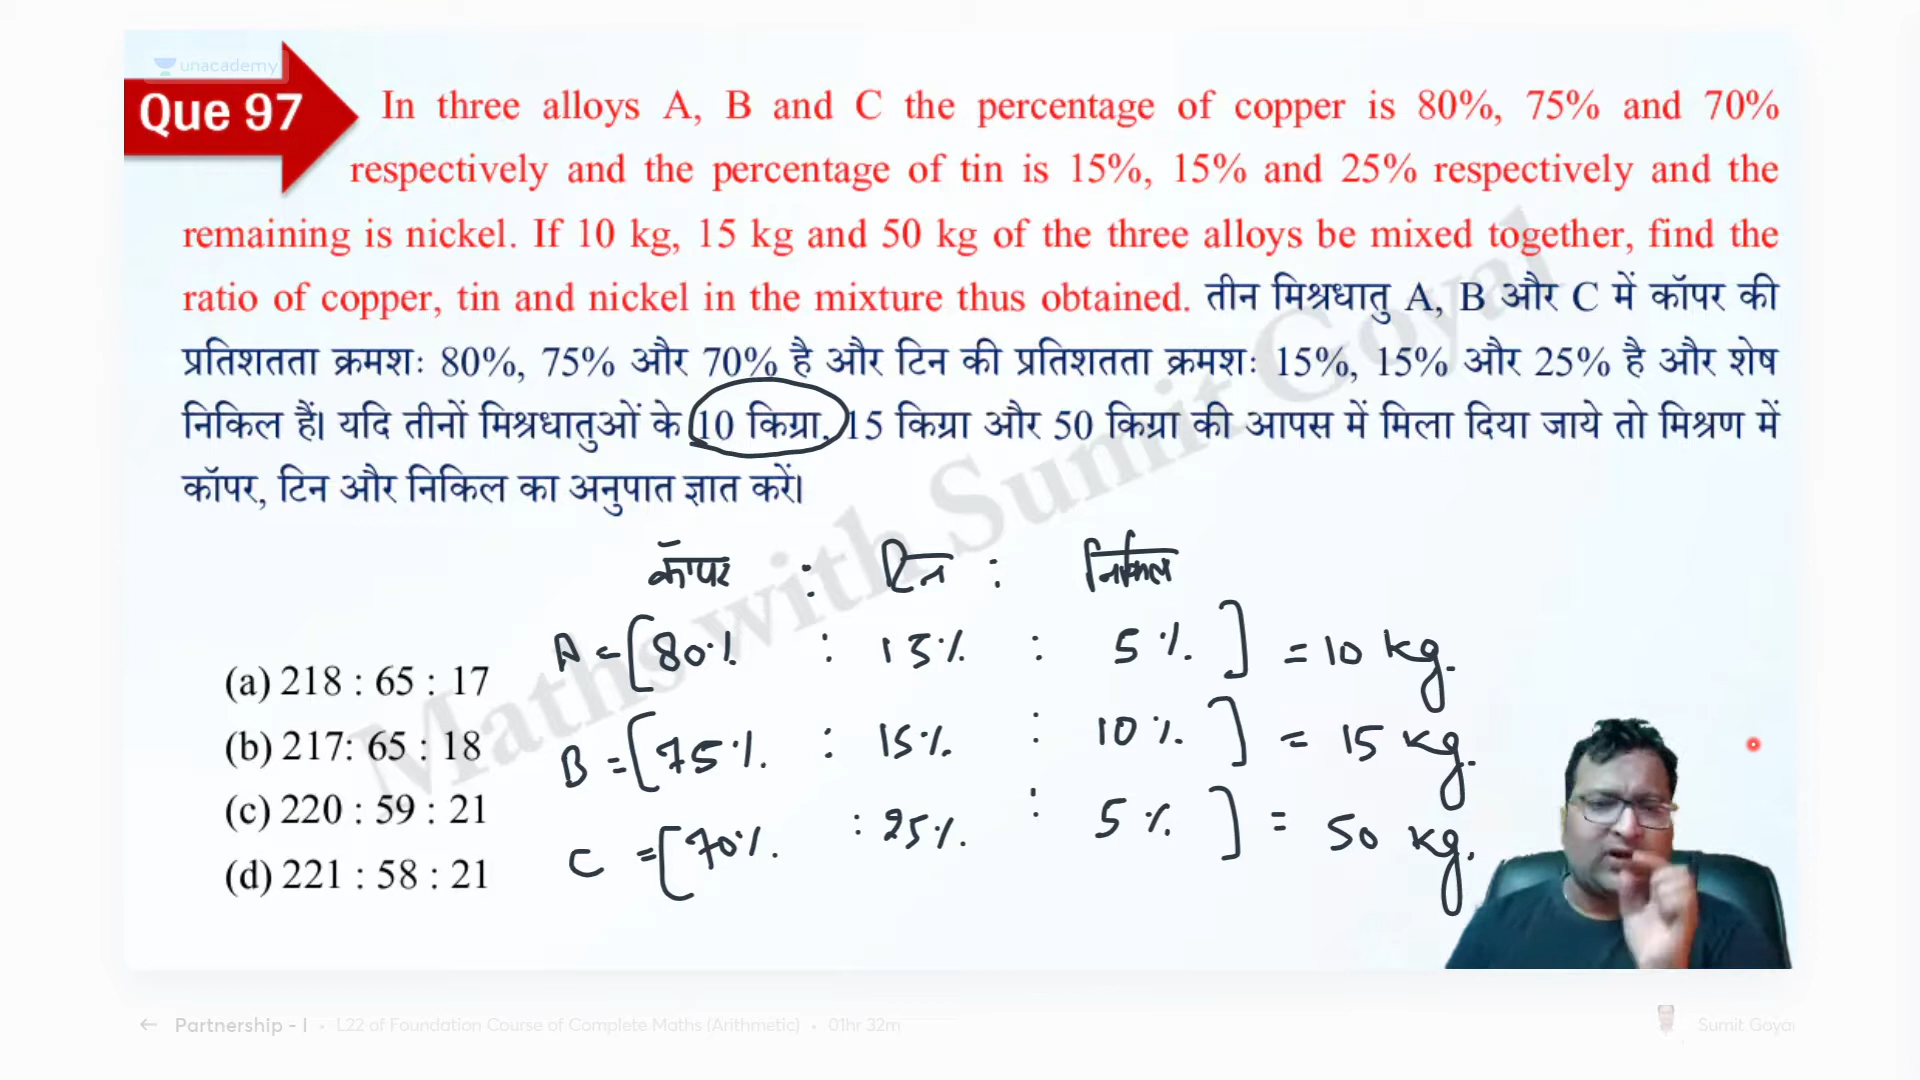 unacademy
Que 97
In three alloys A, B and C the percentage of copper is 80%, 75% and 70%
respectively and the percentage of tin is 15%, 15% and 25% respectively and the
remaining is nickel. If 10 kg, 15 kg and 50 kg of the three alloys be mixed together, find the
ratio of copper, tin and nickel in the mixture thus obtained. तीन मिश्रधातु A, B और C में कॉपर की
प्रतिशतता क्रमशः 80%, 75% और 70% है और टिन की प्रतिशतता क्रमशः 15%, 15% और 25% है और शेष
निकिल हैं। यदि तीनों मिश्रधातुओं के 10 किग्रा, 15 किग्रा और 50 किग्रा की आपस में मिला दिया जाये तो मिश्रण में
कॉपर, टिन और निकिल का अनुपात ज्ञात करें।
Maths with Sumit Goyal
कॉपर : टिन : निकिल
A = [80% : 15% : 5%] = 10 kg.
B = [75% : 15% : 10%] = 15 kg.
C = [70% : 25% : 5%] = 50 kg.
(a) 218 : 65 : 17
(b) 217: 65 : 18
(c) 220 : 59 : 21
(d) 221 : 58 : 21
← Partnership - I • L22 of Foundation Course of Complete Maths (Arithmetic) • 01hr 32m
Sumit Goyal